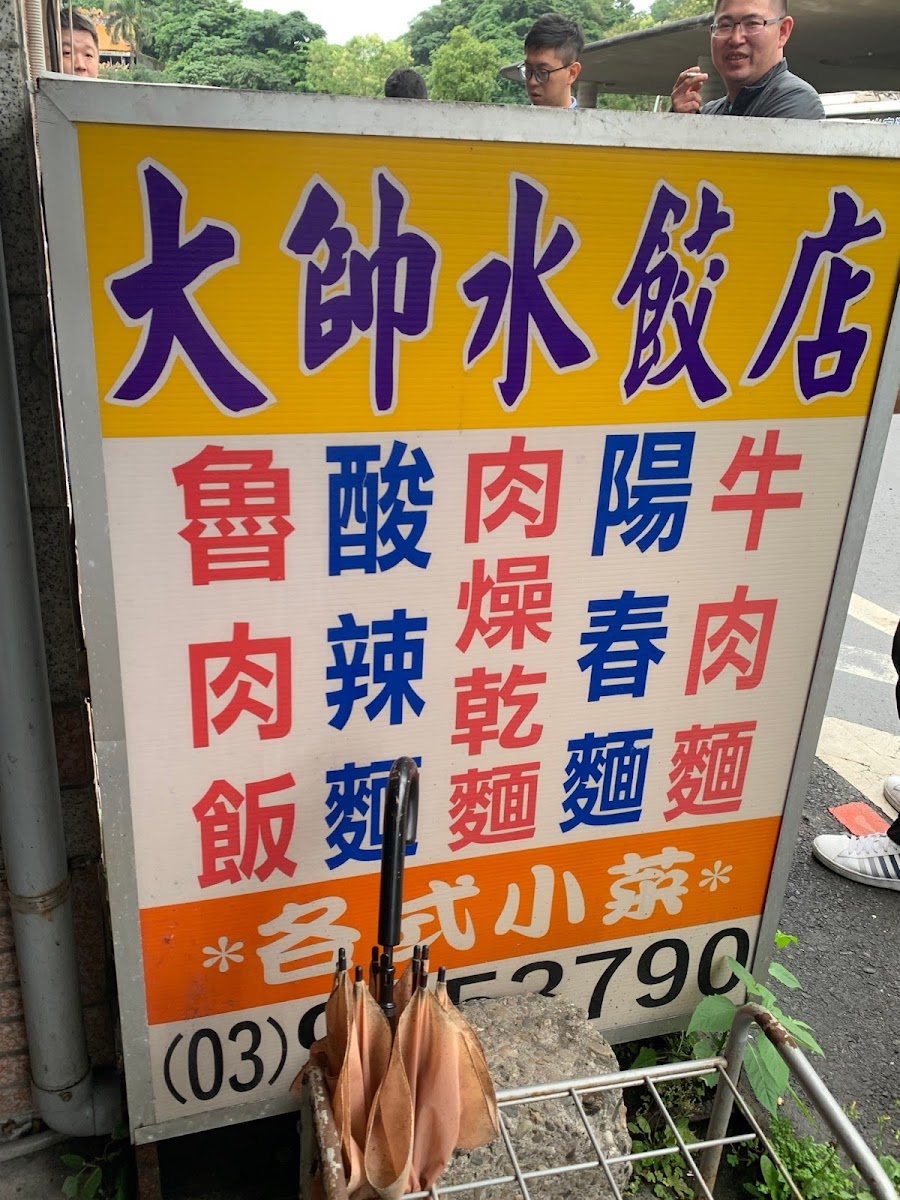 大帥水餃店
牛肉麵
陽春麵
肉燥乾麵
酸辣麵
魯肉飯
*各式小菜*
(03) 53790